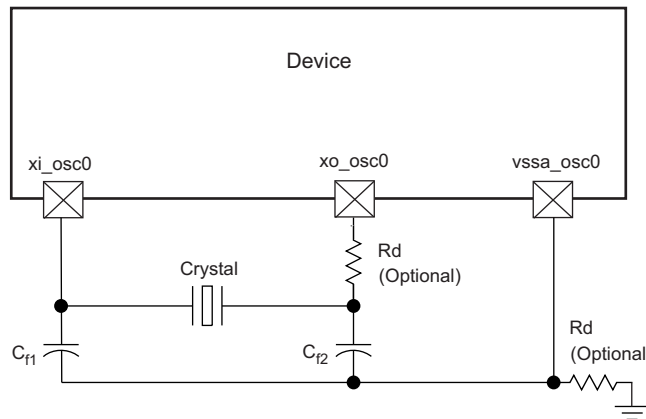 Device
xi_osc0
xo_osc0
vssa_osc0
Crystal
Rd
(Optional)
Rd
(Optional
Cf1
Cf2